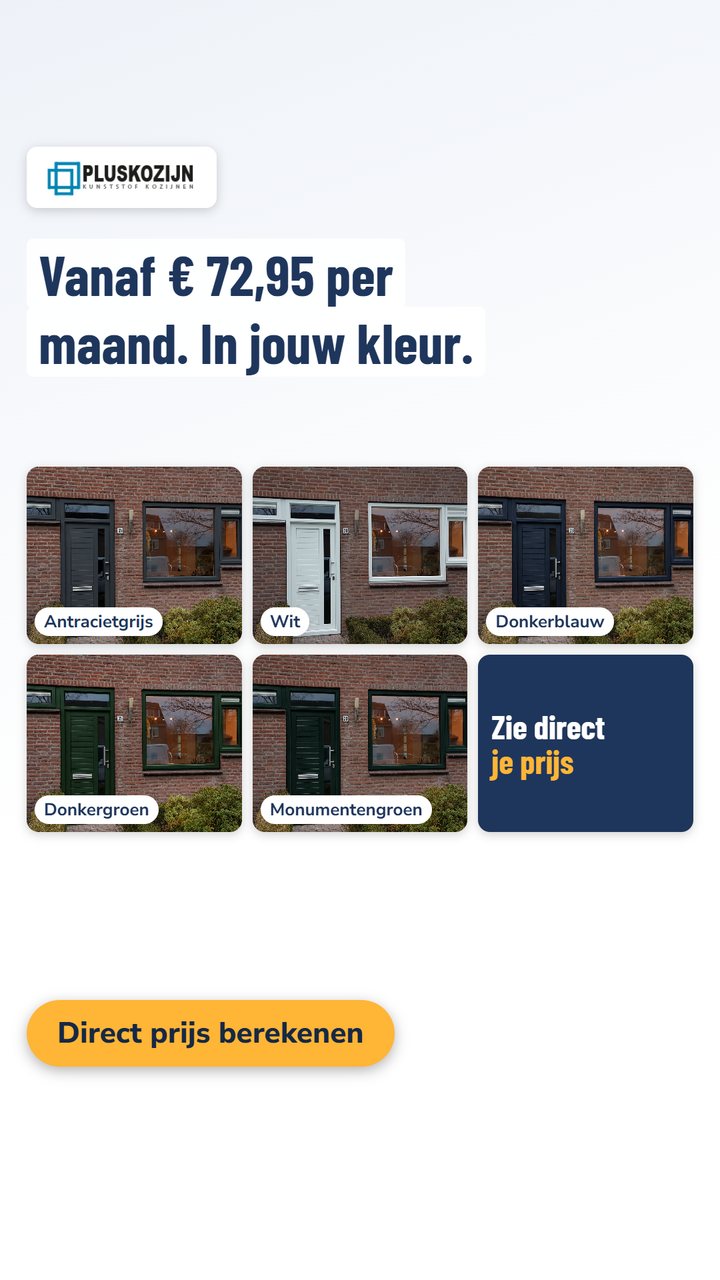 PLUSKOZIJN
KUNSTSTOF KOZIJNEN
Vanaf € 72,95 per
maand. In jouw kleur.
Antracietgrijs
Wit
Donkerblauw
Donkergroen
Monumentengroen
Zie direct
je prijs
Direct prijs berekenen